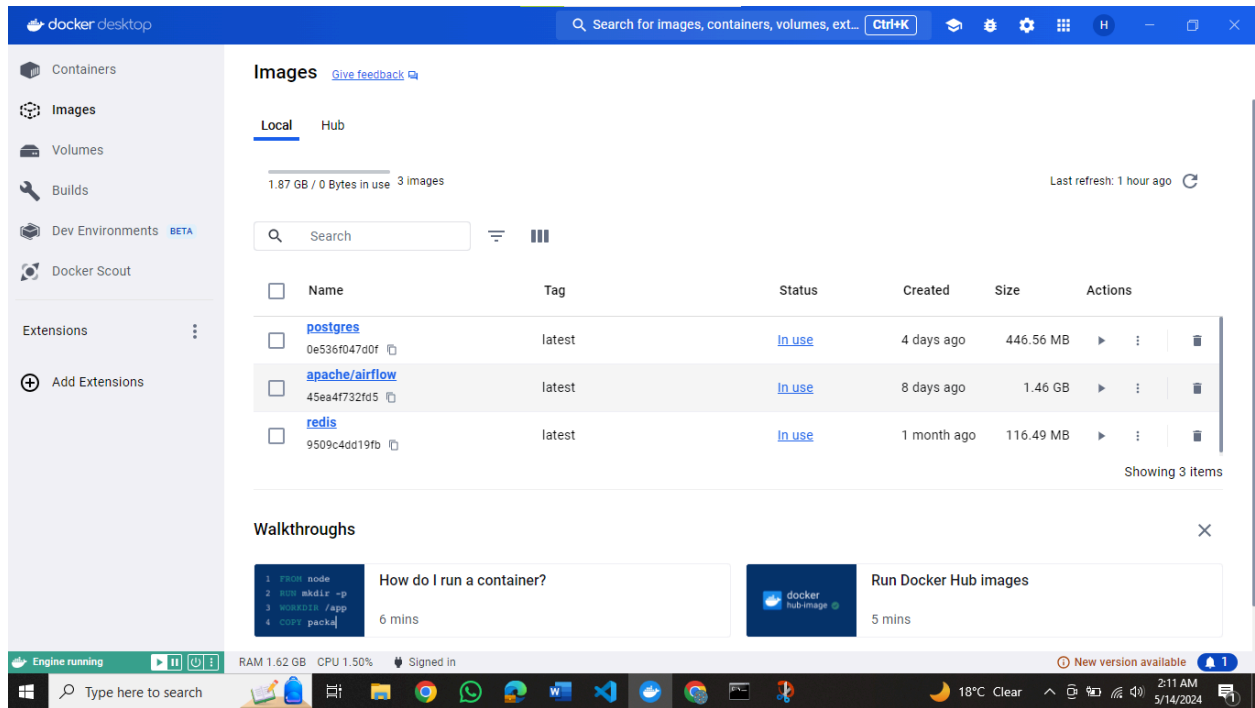 docker desktop
Search for images, containers, volumes, ext... Ctrl+K
H
Containers
Images
Volumes
Builds
Dev Environments BETA
Docker Scout
Extensions
Add Extensions
Images Give feedback
Local Hub
1.87 GB / 0 Bytes in use 3 images
Last refresh: 1 hour ago
Search
Name Tag Status Created Size Actions
postgres
0e536f047d0f
latest In use 4 days ago 446.56 MB
apache/airflow
45ea4f732fd5
latest In use 8 days ago 1.46 GB
redis
9509c4dd19fb
latest In use 1 month ago 116.49 MB
Showing 3 items
Walkthroughs
1 FROM node
2 RUN mkdir -p
3 WORKDIR /app
4 COPY packa
How do I run a container?
6 mins
docker
hub-image
Run Docker Hub images
5 mins
Engine running
RAM 1.62 GB CPU 1.50% Signed in
New version available 1
Type here to search
W
18°C Clear
2:11 AM
5/14/2024
1